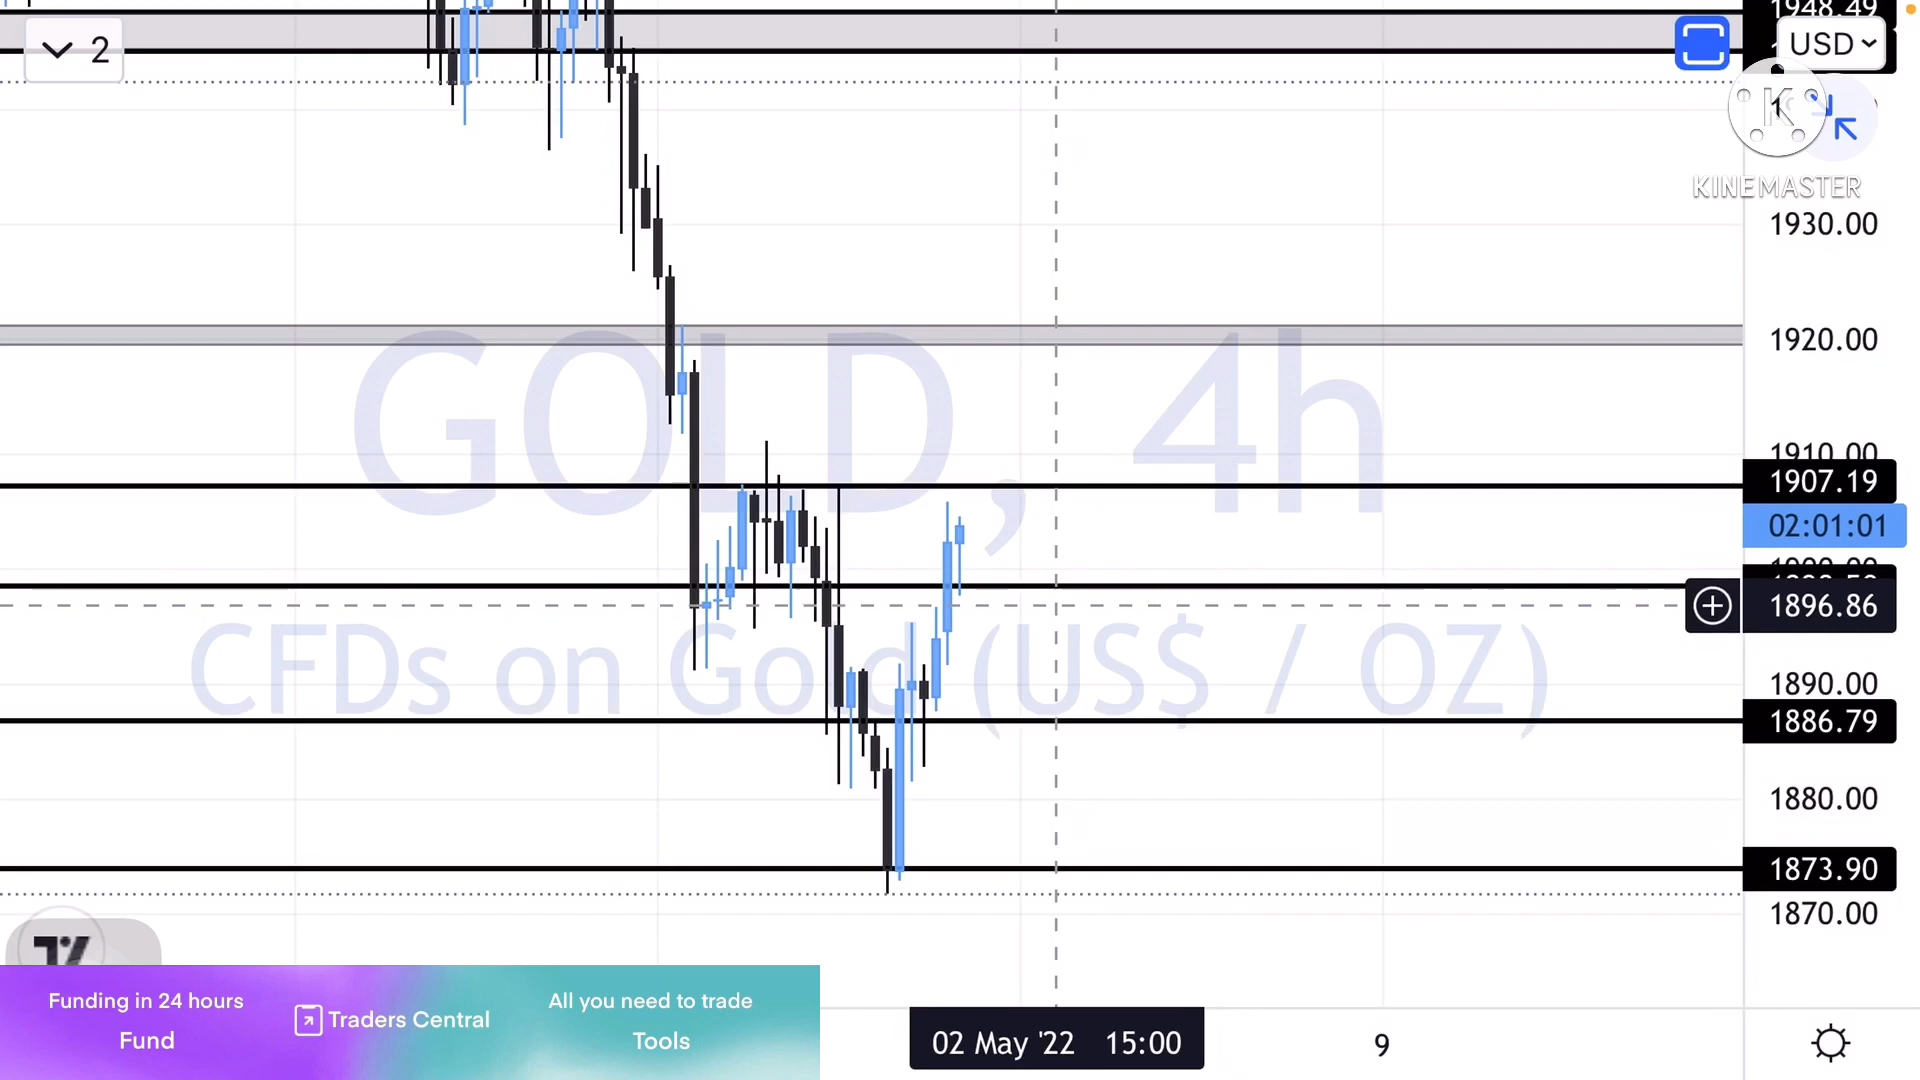 1948.49
2
USD
K
KINEMASTER
1930.00
1920.00
GOLD, 4h
1910.00
1907.19
02:01:01
1896.86
CFDs on Gold (US$ / OZ)
1890.00
1886.79
1880.00
1873.90
1870.00
Funding in 24 hours
Fund
Traders Central
All you need to trade
Tools
02 May '22 15:00
9